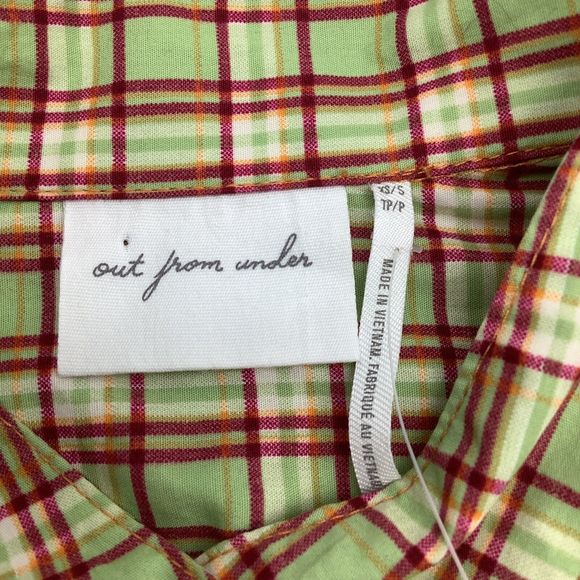 out from under
XS/S
TP/P
MADE IN VIETNAM. FABRIQUÉ AU VIETNAM